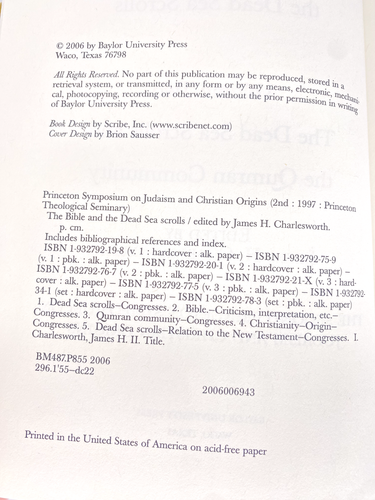 © 2006 by Baylor University Press
Waco, Texas 76798
All Rights Reserved. No part of this publication may be reproduced, stored in a
retrieval system, or transmitted, in any form or by any means, electronic, mechani-
cal, photocopying, recording or otherwise, without the prior permission in writing
of Baylor University Press.
Book Design by Scribe, Inc. (www.scribenet.com)
Cover Design by Brion Sausser
Princeton Symposium on Judaism and Christian Origins (2nd : 1997 : Princeton
Theological Seminary)
The Bible and the Dead Sea scrolls / edited by James H. Charlesworth.
p. cm.
Includes bibliographical references and index.
ISBN 1-932792-19-8 (v. 1 : hardcover : alk. paper) – ISBN 1-932792-75-9
(v. 1 : pbk. : alk. paper) – ISBN 1-932792-20-1 (v. 2 : hardcover : alk. paper) –
ISBN 1-932792-76-7 (v. 2 : pbk. : alk. paper) – ISBN 1-932792-21-X (v. 3 : hard-
cover : alk. paper) – ISBN 1-932792-77-5 (v. 3 : pbk. : alk. paper) – ISBN 1-932792-
34-1 (set : hardcover : alk. paper) – ISBN 1-932792-78-3 (set : pbk. : alk. paper)
1. Dead Sea scrolls–Congresses. 2. Bible.–Criticism, interpretation, etc.–
Congresses. 3. Qumran community–Congresses. 4. Christianity–Origin–
Congresses. 5. Dead Sea scrolls–Relation to the New Testament–Congresses. I.
Charlesworth, James H. II. Title.
BM487.P855 2006
296.1'55–dc22
2006006943
Printed in the United States of America on acid-free paper